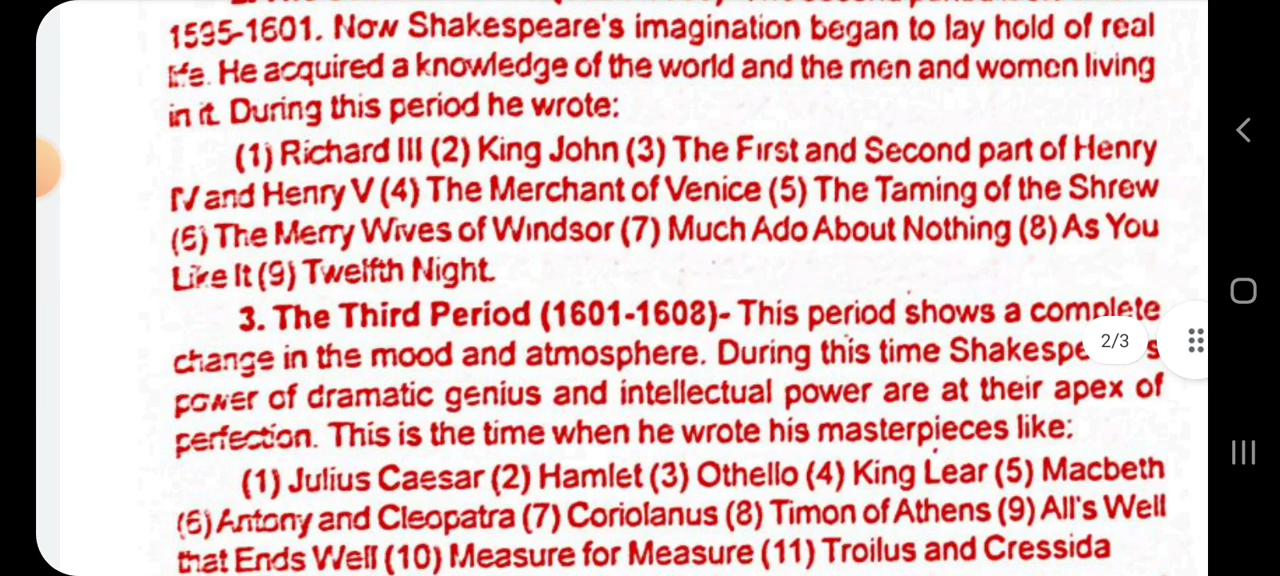 1595-1601. Now Shakespeare's imagination began to lay hold of real
life. He acquired a knowledge of the world and the men and women living
in it. During this period he wrote:
(1) Richard III (2) King John (3) The First and Second part of Henry
IV and Henry V (4) The Merchant of Venice (5) The Taming of the Shrew
(6) The Merry Wives of Windsor (7) Much Ado About Nothing (8) As You
Like It (9) Twelfth Night.
3. The Third Period (1601-1608)- This period shows a complete
change in the mood and atmosphere. During this time Shakespe s
2/3
power of dramatic genius and intellectual power are at their apex of
perfection. This is the time when he wrote his masterpieces like:
(1) Julius Caesar (2) Hamlet (3) Othello (4) King Lear (5) Macbeth
(6) Antony and Cleopatra (7) Coriolanus (8) Timon of Athens (9) All's Well
that Ends Well (10) Measure for Measure (11) Troilus and Cressida